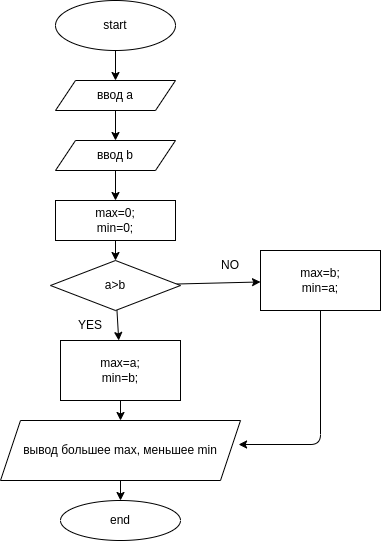 start
ввод a
ввод b
max=0;
min=0;
a>b
NO
max=b;
min=a;
YES
max=a;
min=b;
вывод большее max, меньшее min
end